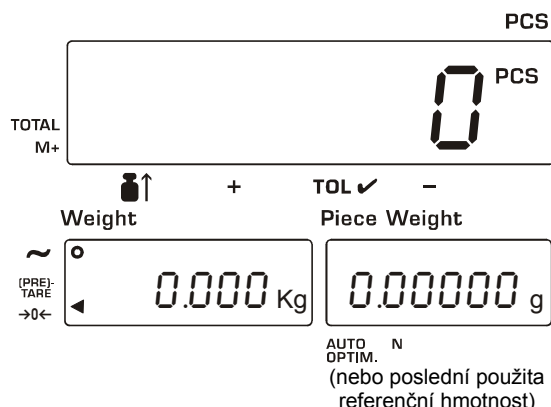 PCS
0 PCS
TOTAL
M+
+ TOL ✔ −
Weight Piece Weight
~
[PRE]-
TARE
→0←
0.000 Kg 0.00000 g
AUTO N
OPTIM.
(nebo poslední použita
referenční hmotnost)